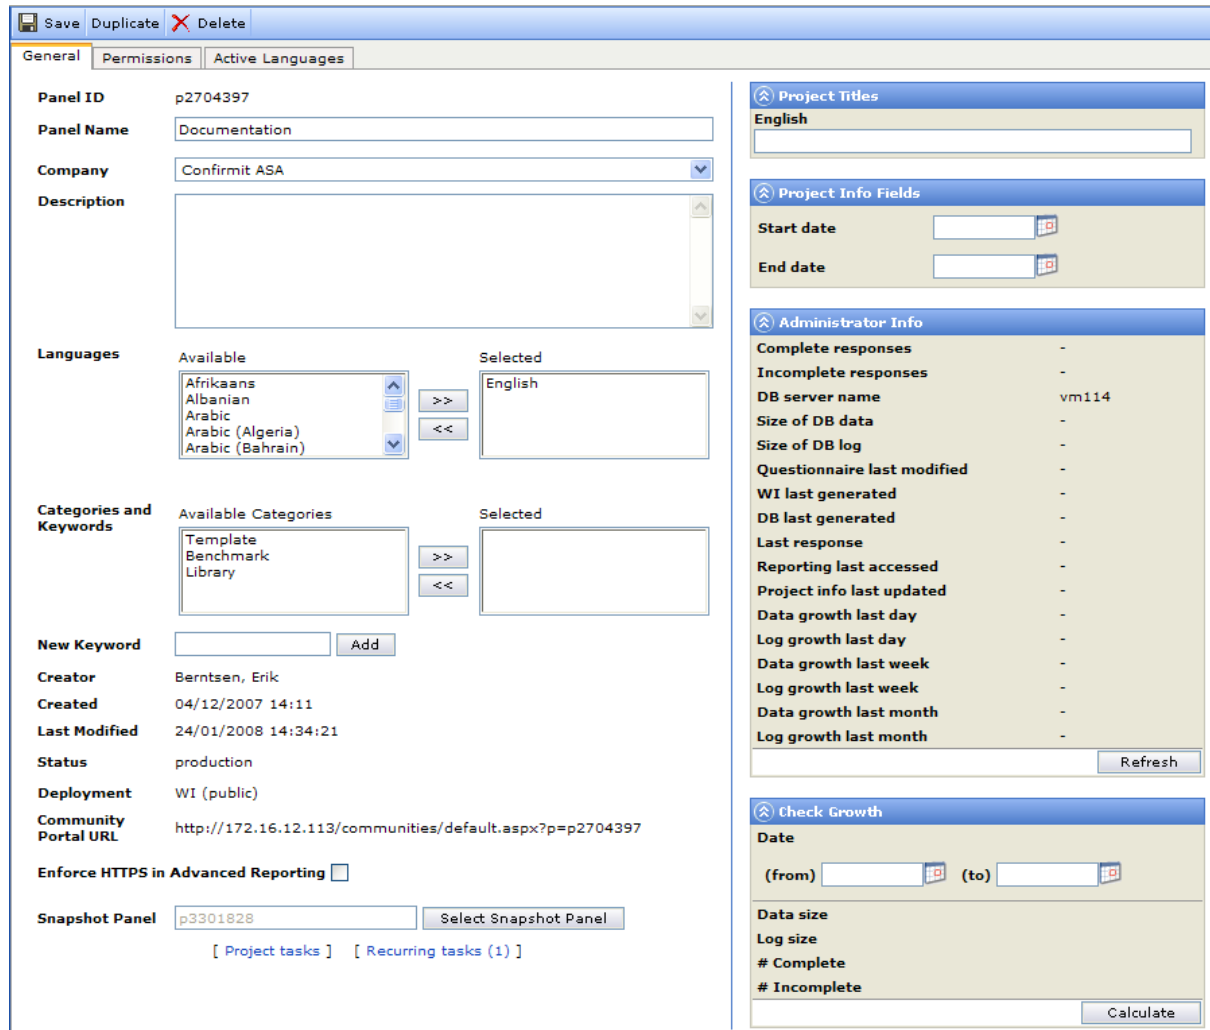 Save Duplicate Delete
General Permissions Active Languages
Panel ID p2704397
Panel Name Documentation
Company Confirmit ASA
Description
Languages
Available Selected
Afrikaans
Albanian
Arabic
Arabic (Algeria)
Arabic (Bahrain)
>>
<<
English
Categories and
Keywords
Available Categories Selected
Template
Benchmark
Library
>>
<<
New Keyword Add
Creator Berntsen, Erik
Created 04/12/2007 14:11
Last Modified 24/01/2008 14:34:21
Status production
Deployment WI (public)
Community
Portal URL http://172.16.12.113/communities/default.aspx?p=p2704397
Enforce HTTPS in Advanced Reporting
Snapshot Panel p3301828 Select Snapshot Panel
[ Project tasks ] [ Recurring tasks (1) ]
Project Titles
English
Project Info Fields
Start date
End date
Administrator Info
Complete responses -
Incomplete responses -
DB server name vm114
Size of DB data -
Size of DB log -
Questionnaire last modified -
WI last generated -
DB last generated -
Last response -
Reporting last accessed -
Project info last updated -
Data growth last day -
Log growth last day -
Data growth last week -
Log growth last week -
Data growth last month -
Log growth last month -
Refresh
Check Growth
Date
(from) (to)
Data size
Log size
# Complete
# Incomplete
Calculate